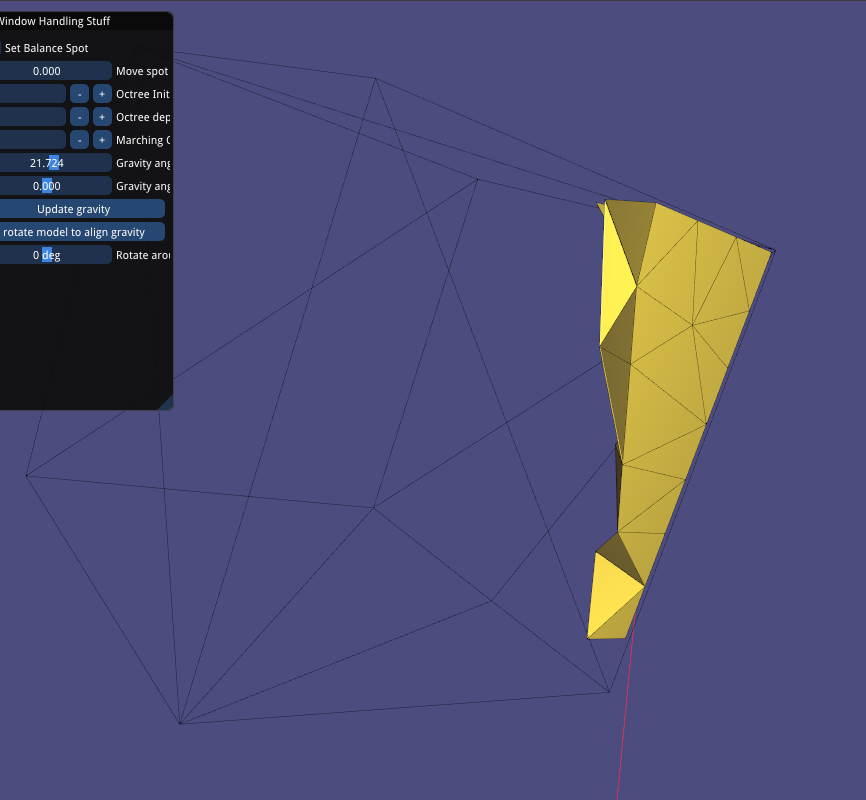 Window Handling Stuff
Set Balance Spot
0.000 Move spot
- + Octree Init
- + Octree dep
- + Marching
21.724 Gravity ang
0.000 Gravity ang
Update gravity
rotate model to align gravity
0 deg Rotate arou